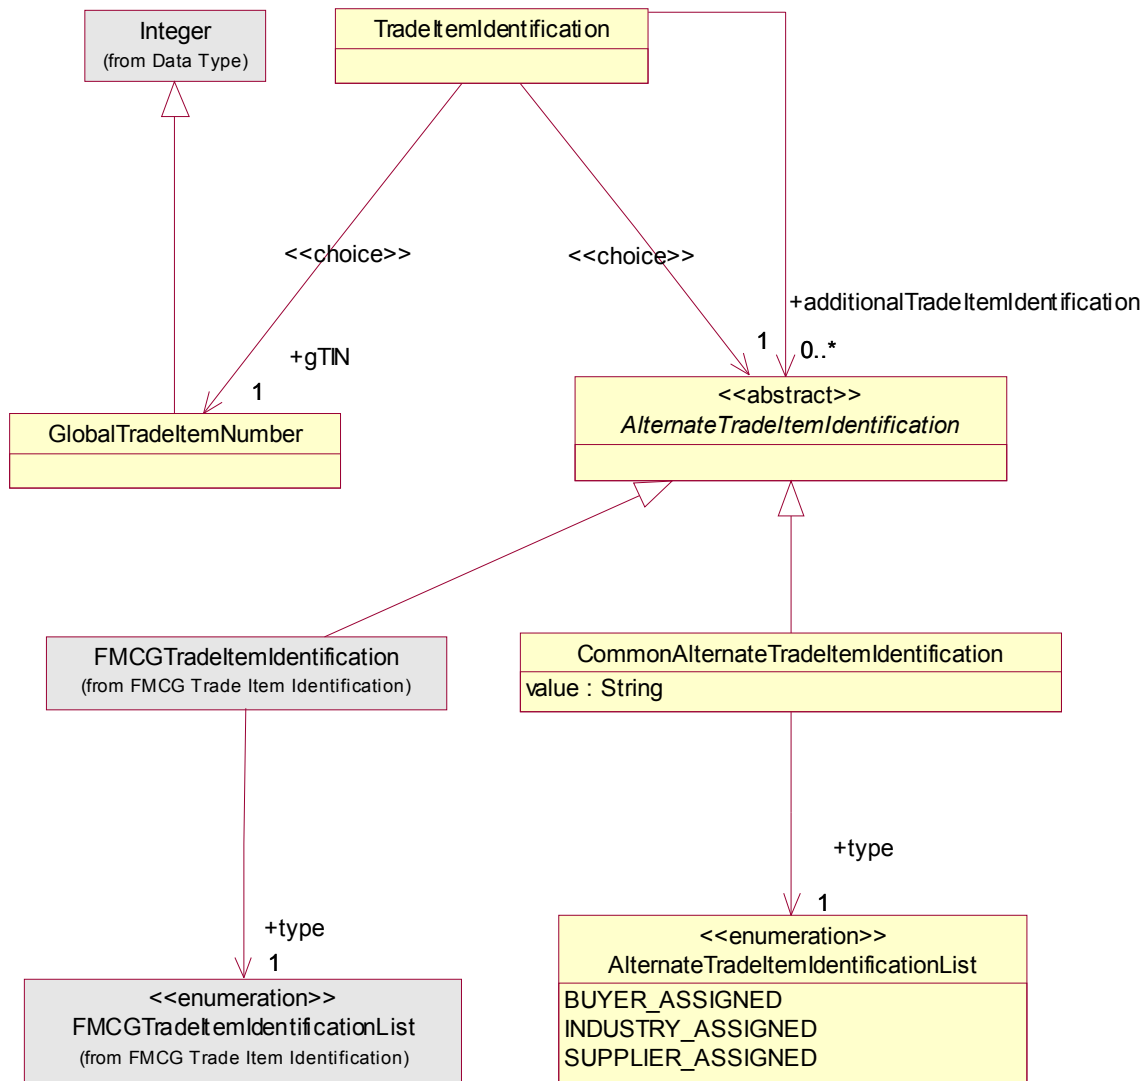 Integer
(from Data Type)
TradeItemIdentification
<<choice>>
<<choice>>
+additionalTradeItemIdentification
+gTIN
1
1
0..*
GlobalTradeItemNumber
<<abstract>>
AlternateTradeItemIdentification
FMCGTradeItemIdentification
(from FMCG Trade Item Identification)
CommonAlternateTradeItemIdentification
value : String
+type
1
+type
1
<<enumeration>>
FMCGTradeItemIdentificationList
(from FMCG Trade Item Identification)
<<enumeration>>
AlternateTradeItemIdentificationList
BUYER_ASSIGNED
INDUSTRY_ASSIGNED
SUPPLIER_ASSIGNED